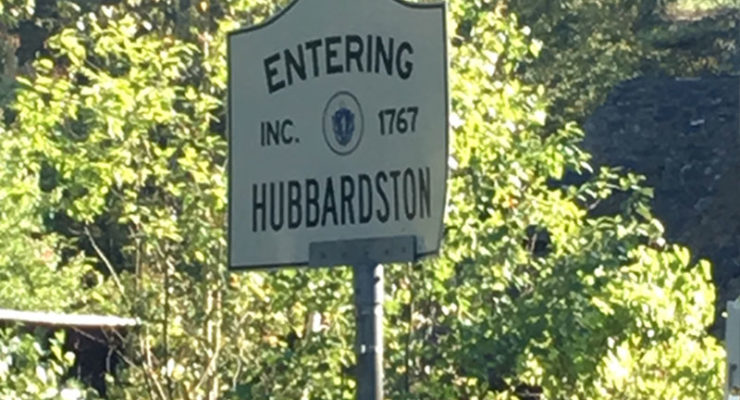 ENTERING
INC. 1767
HUBBARDSTON